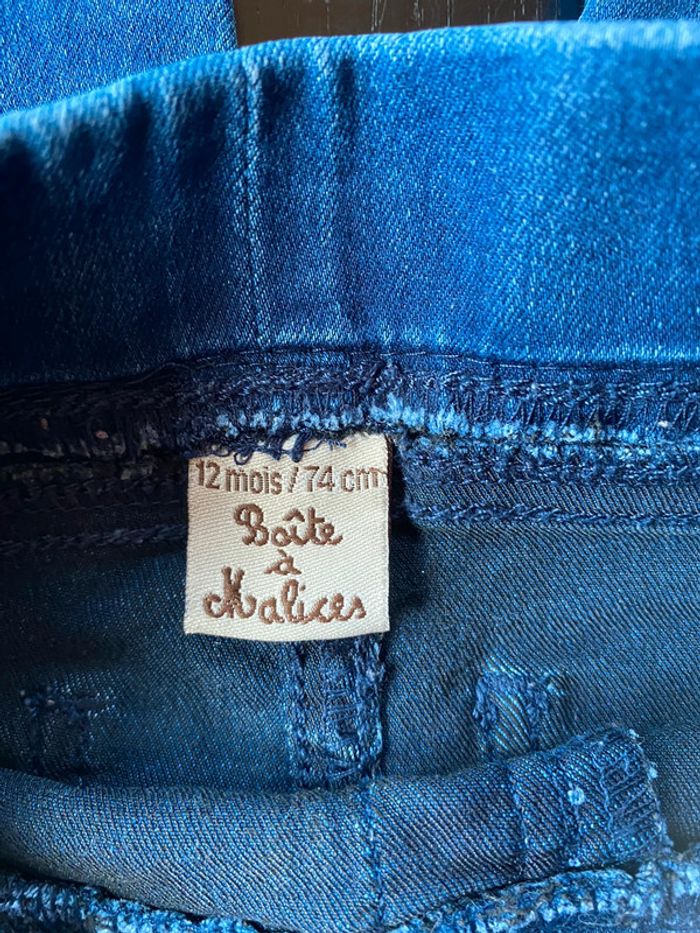 12 mois / 74 cm
Boîte
à
Malices